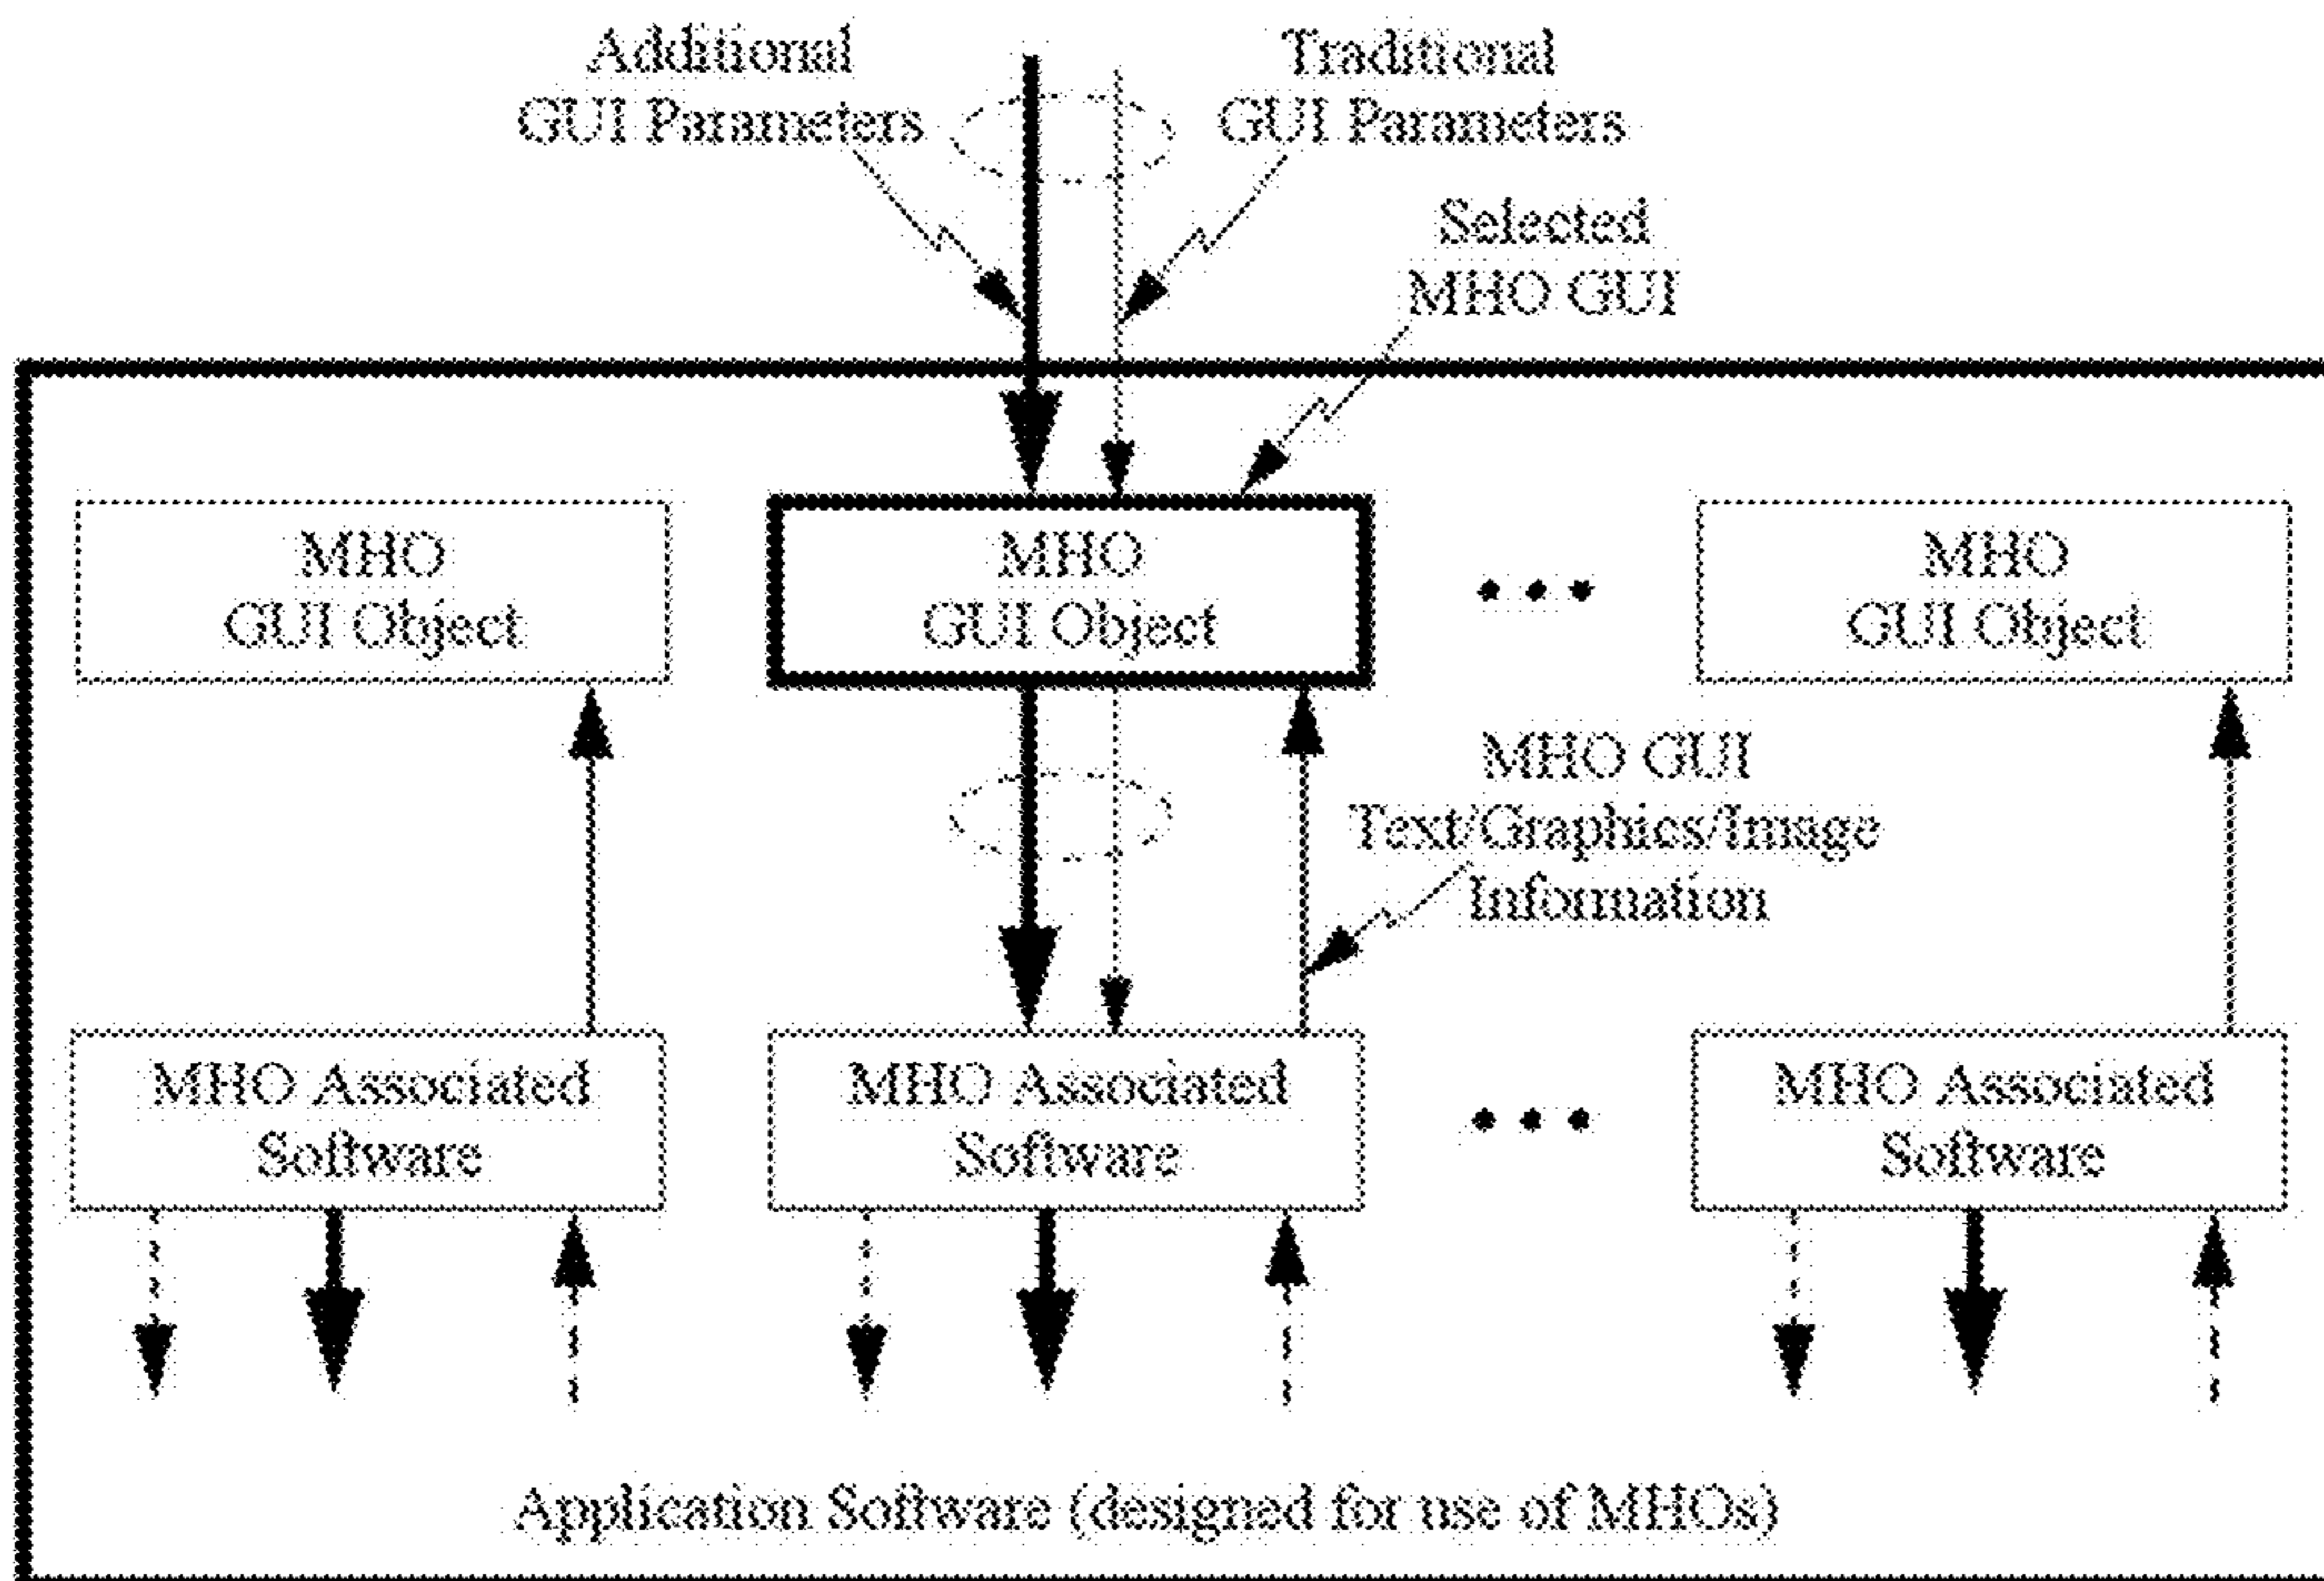 Additional
GUI Parameters
Traditional
GUI Parameters
Selected
MHO GUI
MHO
GUI Object
MHO
GUI Object
• • •
MHO
GUI Object
MHO GUI
Text/Graphics/Image
Information
MHO Associated
Software
MHO Associated
Software
• • •
MHO Associated
Software
Application Software (designed for use of MHOs)